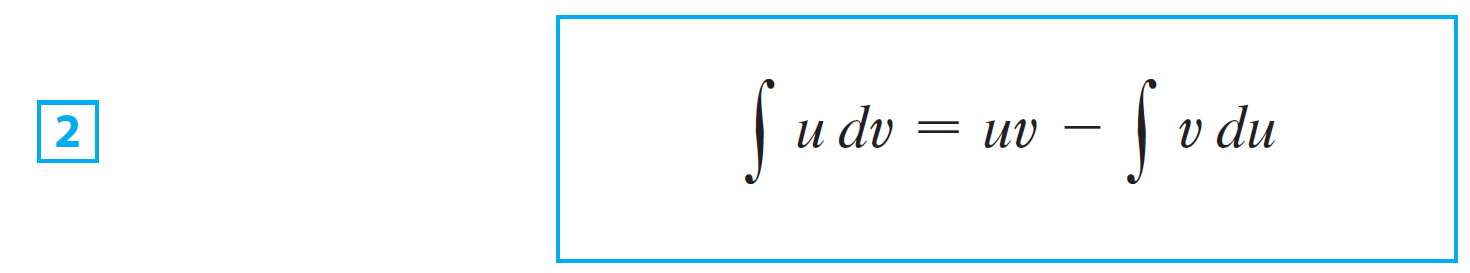 2
∫ u dv = uv − ∫ v du